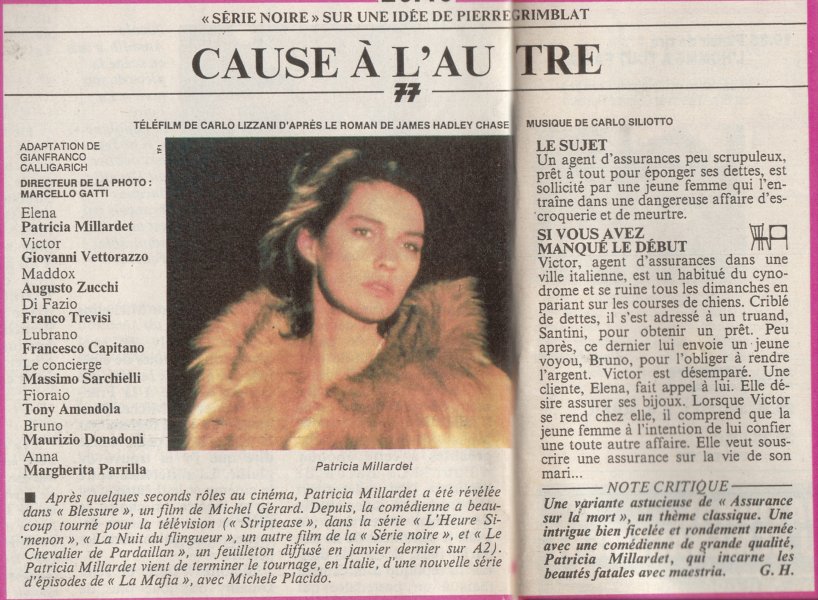 « SÉRIE NOIRE » SUR UNE IDÉE DE PIERRE GRIMBLAT
CAUSE À L'AUTRE
77
TÉLÉFILM DE CARLO LIZZANI D'APRÈS LE ROMAN DE JAMES HADLEY CHASE
MUSIQUE DE CARLO SILIOTTO
ADAPTATION DE
GIANFRANCO
CALLIGARICH
DIRECTEUR DE LA PHOTO :
MARCELLO GATTI
Elena
Patricia Millardet
Victor
Giovanni Vettorazzo
Maddox
Augusto Zucchi
Di Fazio
Franco Trevisi
Lubrano
Francesco Capitano
Le concierge
Massimo Sarchielli
Fioraio
Tony Amendola
Bruno
Maurizio Donadoni
Anna
Margherita Parrilla
Patricia Millardet
■ Après quelques seconds rôles au cinéma, Patricia Millardet a été révélée
dans « Blessure », un film de Michel Gérard. Depuis, la comédienne a beau-
coup tourné pour la télévision (« Striptease », dans la série « L'Heure Si-
menon », « La Nuit du flingueur », un autre film de la « Série noire », et « Le
Chevalier de Pardaillan », un feuilleton diffusé en janvier dernier sur A2).
Patricia Millardet vient de terminer le tournage, en Italie, d'une nouvelle série
d'épisodes de « La Mafia », avec Michele Placido.
LE SUJET
Un agent d'assurances peu scrupuleux,
prêt à tout pour éponger ses dettes, est
sollicité par une jeune femme qui l'en-
traîne dans une dangereuse affaire d'es-
croquerie et de meurtre.
SI VOUS AVEZ
MANQUÉ LE DÉBUT
Victor, agent d'assurances dans une
ville italienne, est un habitué du cyno-
drome et se ruine tous les dimanches en
pariant sur les courses de chiens. Criblé
de dettes, il s'est adressé à un truand,
Santini, pour obtenir un prêt. Peu
après, ce dernier lui envoie un jeune
voyou, Bruno, pour l'obliger à rendre
l'argent. Victor est désemparé. Une
cliente, Elena, fait appel à lui. Elle dé-
sire assurer ses bijoux. Lorsque Victor
se rend chez elle, il comprend que la
jeune femme à l'intention de lui confier
une toute autre affaire. Elle veut sous-
crire une assurance sur la vie de son
mari...
NOTE CRITIQUE
Une variante astucieuse de « Assurance
sur la mort », un thème classique. Une
intrigue bien ficelée et rondement menée
avec une comédienne de grande qualité,
Patricia Millardet, qui incarne les
beautés fatales avec maestria. G. H.